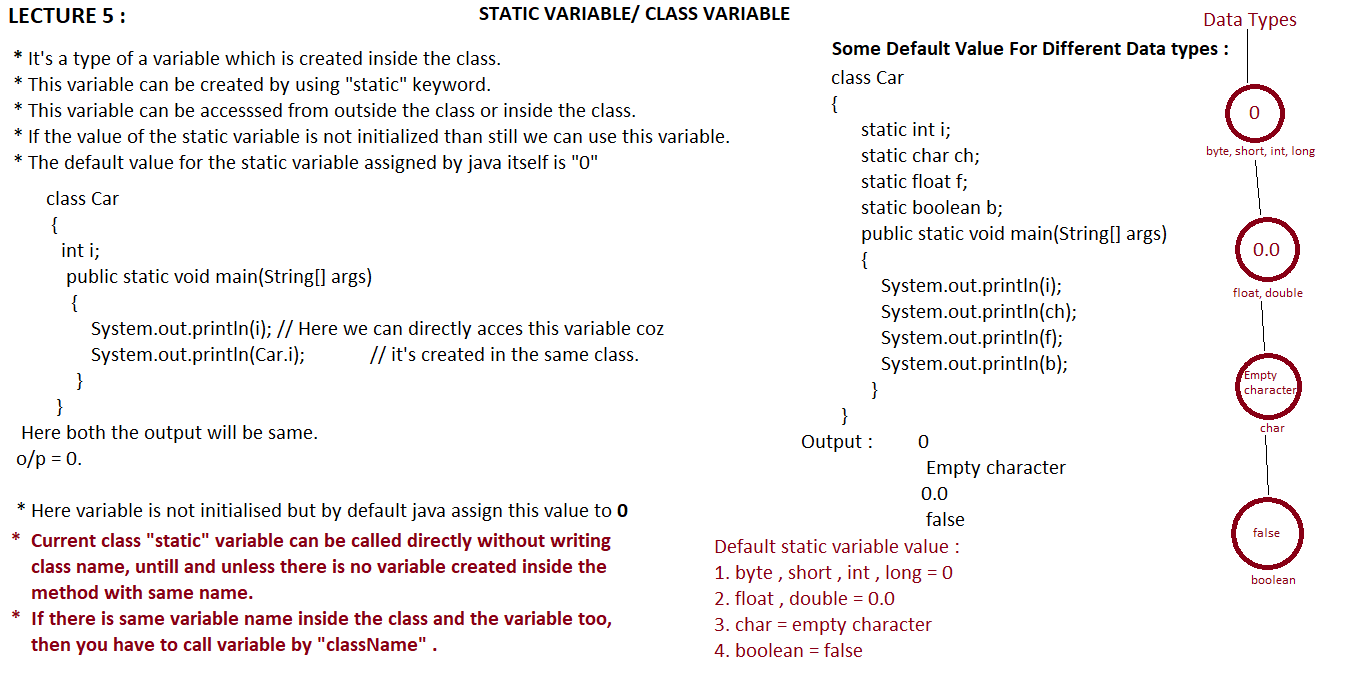 LECTURE 5 :
STATIC VARIABLE/ CLASS VARIABLE
* It's a type of a variable which is created inside the class.
* This variable can be created by using "static" keyword.
* This variable can be accesssed from outside the class or inside the class.
* If the value of the static variable is not initialized than still we can use this variable.
* The default value for the static variable assigned by java itself is "0"
class Car
{
int i;
public static void main(String[] args)
{
System.out.println(i); // Here we can directly acces this variable coz
System.out.println(Car.i); // it's created in the same class.
}
}
Here both the output will be same.
o/p = 0.
* Here variable is not initialised but by default java assign this value to 0
* Current class "static" variable can be called directly without writing
class name, untill and unless there is no variable created inside the
method with same name.
* If there is same variable name inside the class and the variable too,
then you have to call variable by "className" .
Some Default Value For Different Data types :
class Car
{
static int i;
static char ch;
static float f;
static boolean b;
public static void main(String[] args)
{
System.out.println(i);
System.out.println(ch);
System.out.println(f);
System.out.println(b);
}
}
Output : 0
Empty character
0.0
false
Default static variable value :
1. byte , short , int , long = 0
2. float , double = 0.0
3. char = empty character
4. boolean = false
Data Types
0
byte, short, int, long
0.0
float, double
Empty
character
char
false
boolean